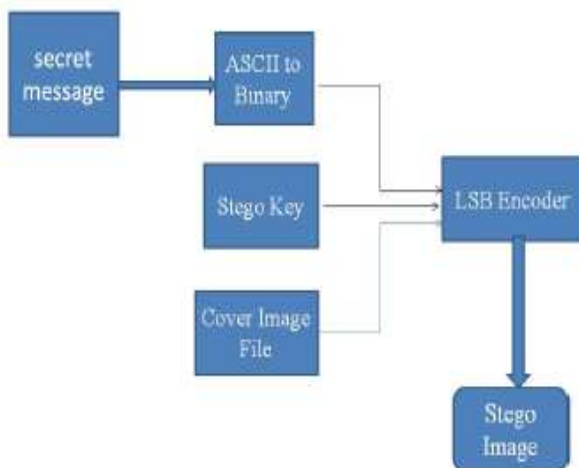 secret
message
ASCII to
Binary
Stego Key
LSB Encoder
Cover Image
File
Stego
Image